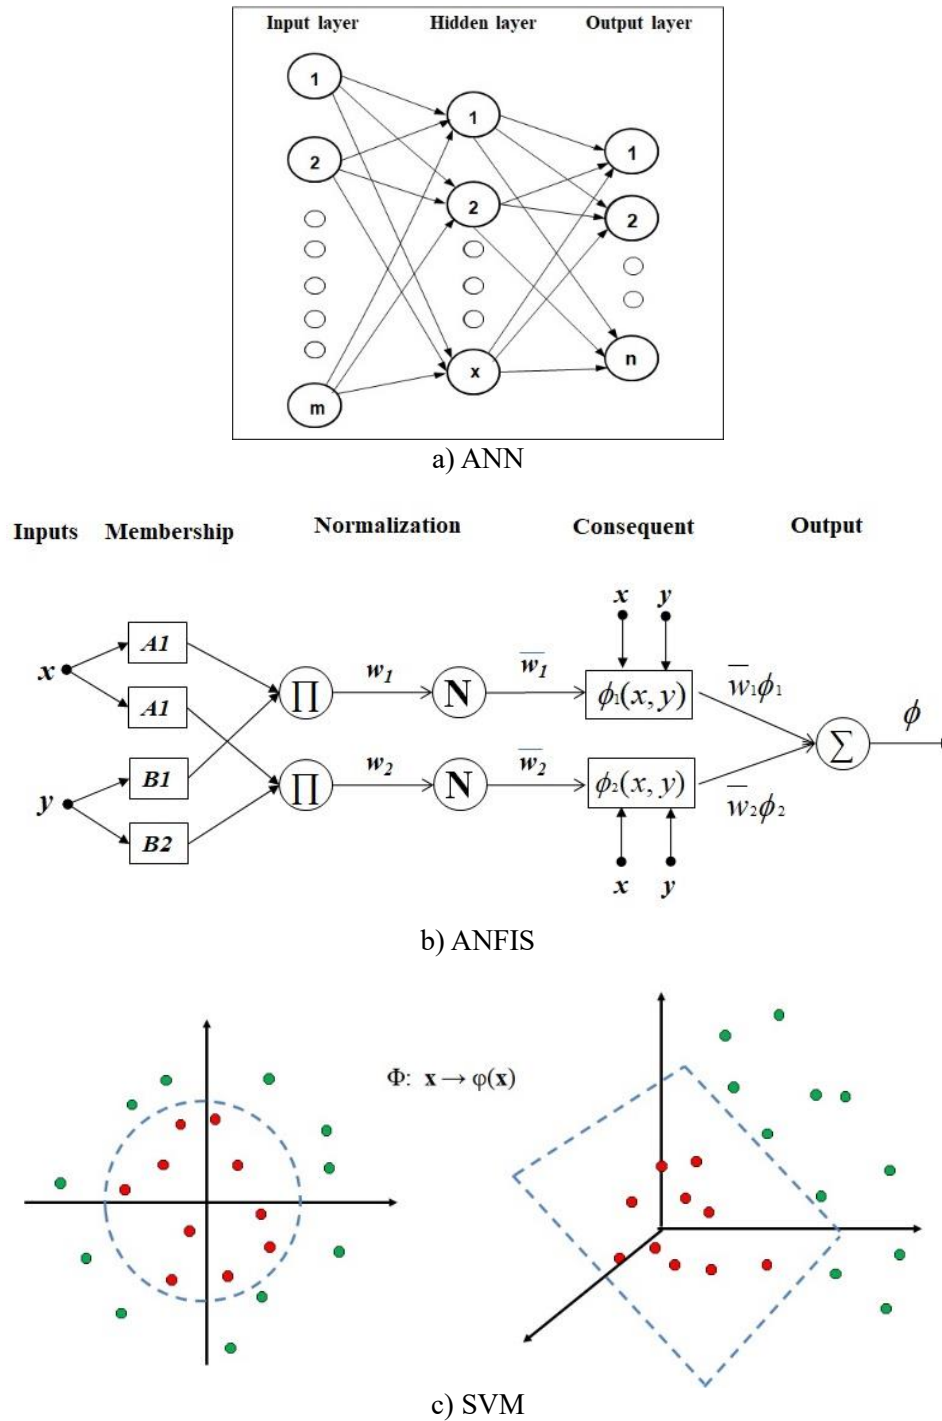 Input layer Hidden layer Output layer
1
1
1
2
2
2
x
n
m
a) ANN
Inputs Membership Normalization Consequent Output
x y
A1
x
A1
∏ w₁ N w̅₁ ϕ₁(x, y) w̅₁ϕ₁
∑ ϕ
B1
y
B2
∏ w₂ N w̅₂ ϕ₂(x, y) w̅₂ϕ₂
x y
b) ANFIS
Φ: x → φ(x)
c) SVM